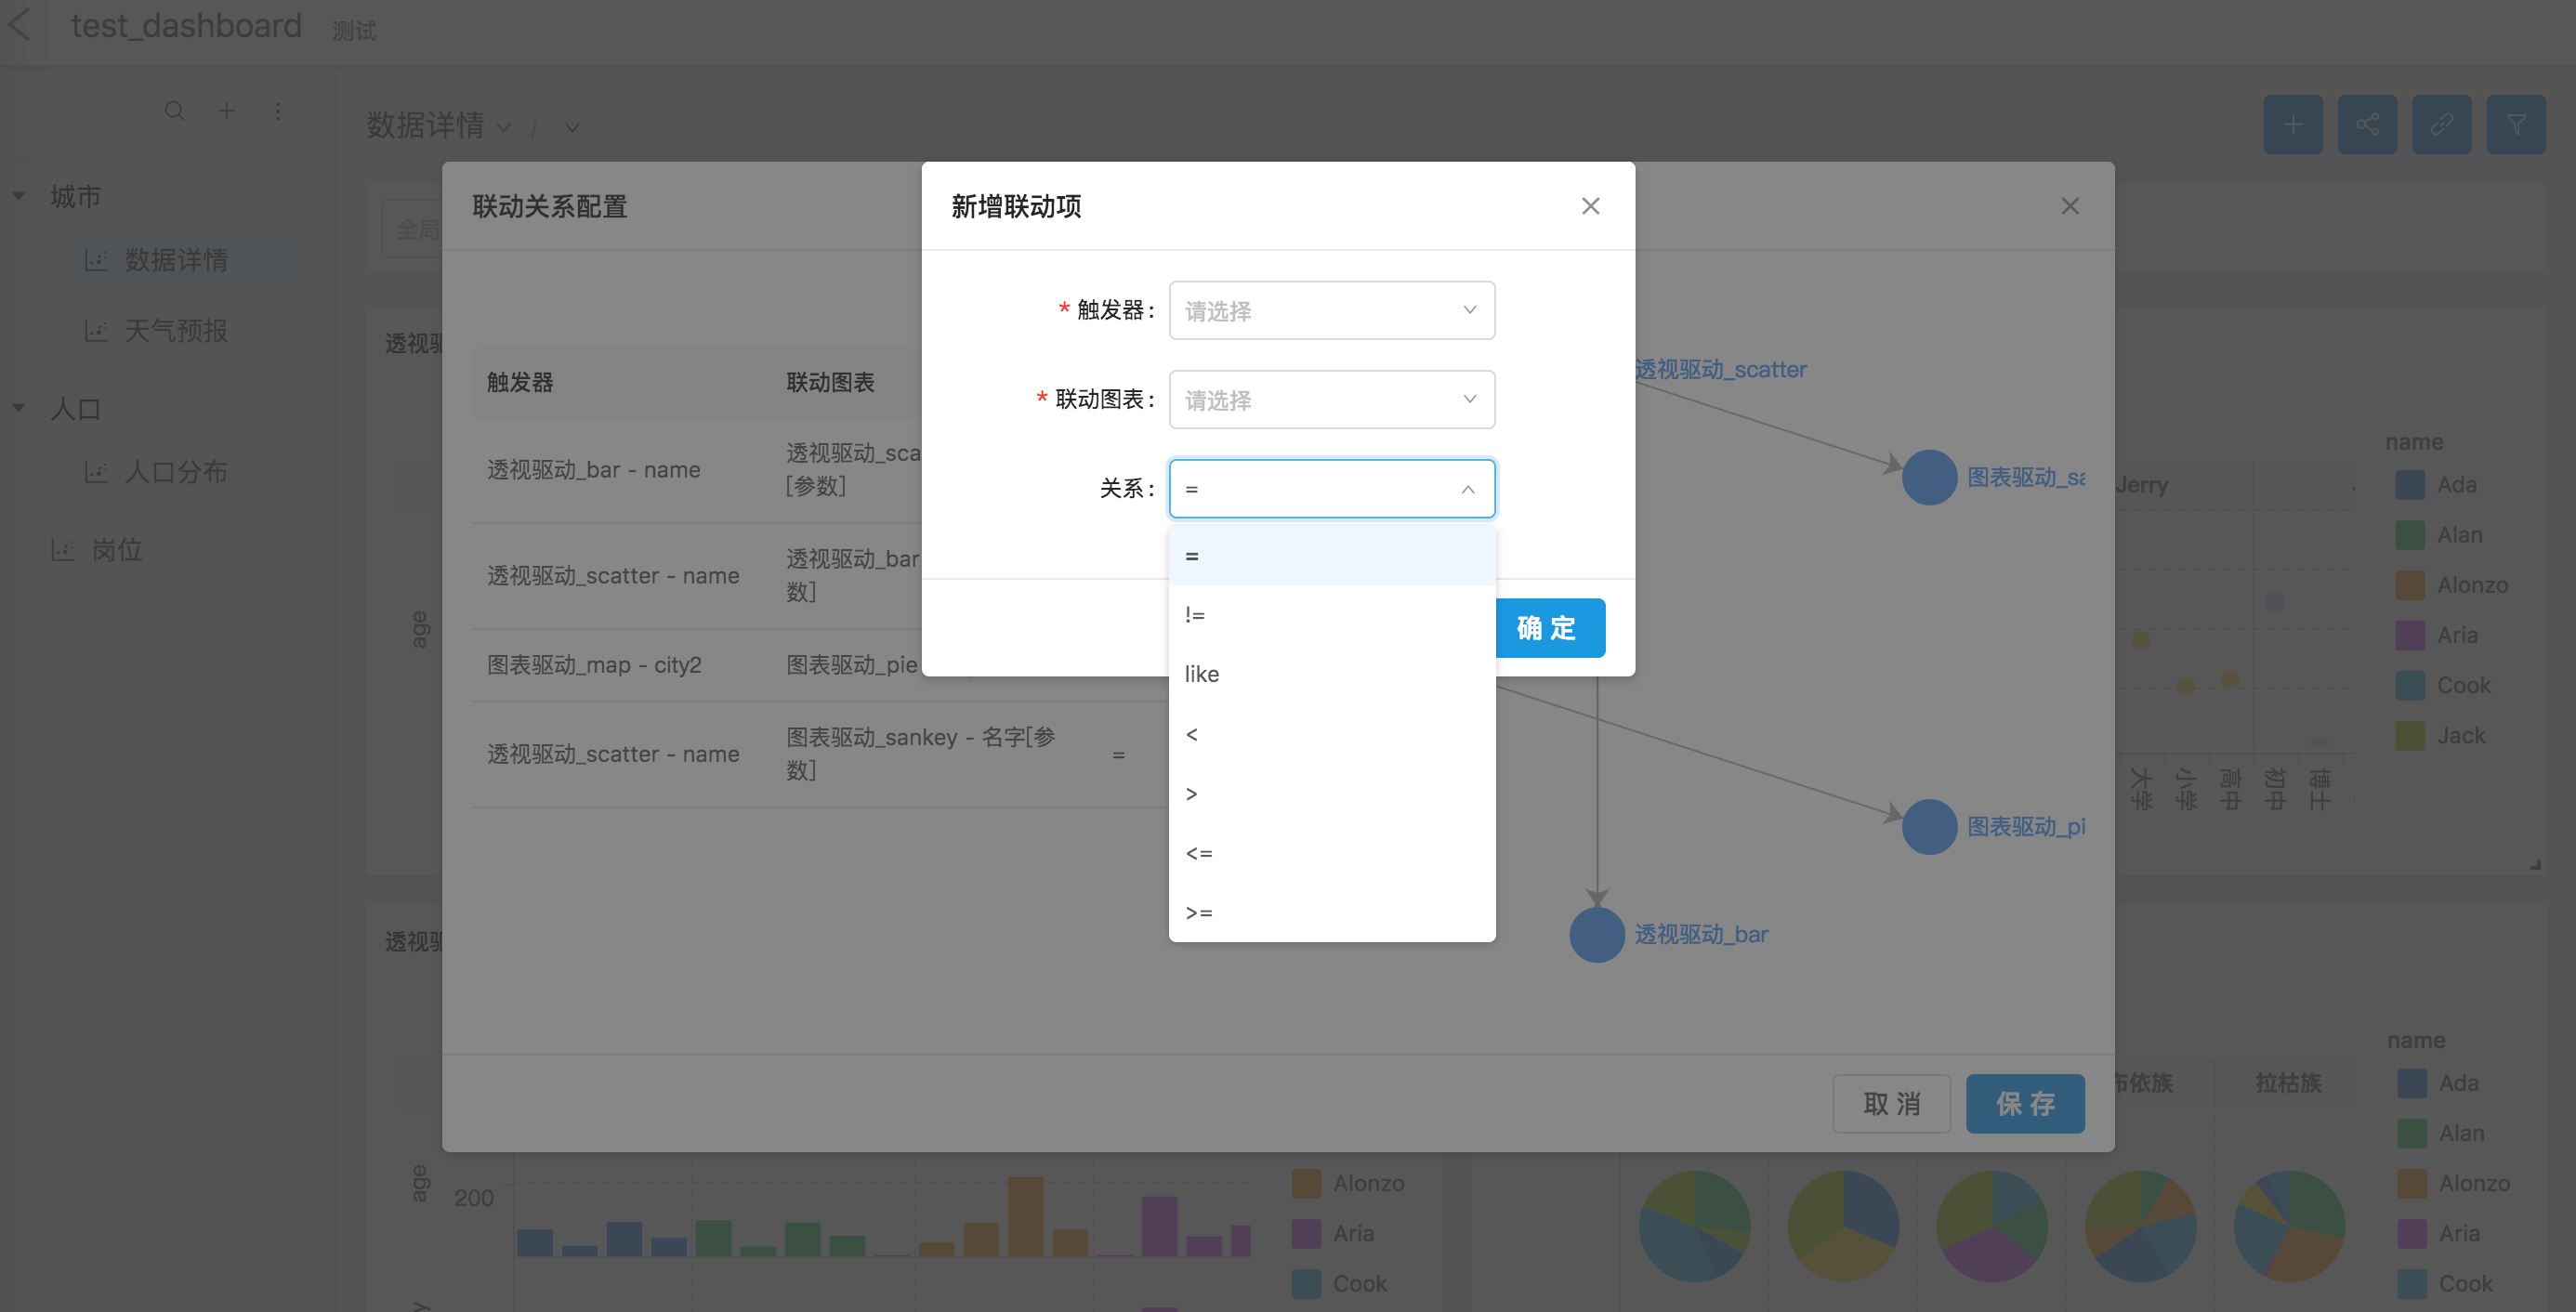 test_dashboard 测试
数据详情 /
城市
数据详情
天气预报
人口
人口分布
岗位
全局
透视驱
age
联动关系配置
触发器 联动图表
透视驱动_bar - name 透视驱动_sca
[参数]
透视驱动_scatter - name 透视驱动_bar
数]
图表驱动_map - city2 图表驱动_pie
透视驱动_scatter - name 图表驱动_sankey - 名字[参
数] =
新增联动项
* 触发器: 请选择
* 联动图表: 请选择
关系: =
=
!=
like
<
>
<=
>=
确 定
透视驱动_scatter
图表驱动_sa
图表驱动_pi
透视驱动_bar
取 消 保 存
Jerry
name
Ada
Alan
Alonzo
Aria
Cook
Jack
大学 小学 高中 初中 博士
透视驱
age
200
Alonzo
Aria
Cook
布依族 拉祜族
name
Ada
Alan
Alonzo
Aria
Cook